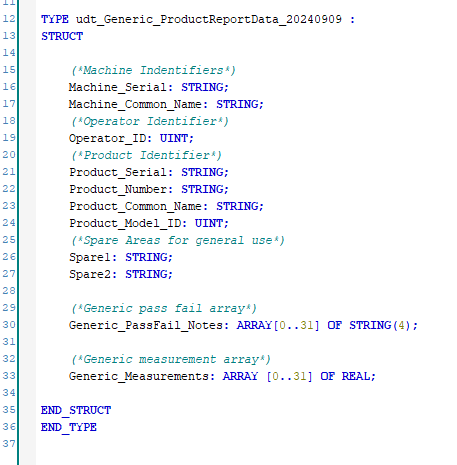 11
12 TYPE udt_Generic_ProductReportData_20240909 :
13 STRUCT
14
15 (*Machine Indentifiers*)
16 Machine_Serial: STRING;
17 Machine_Common_Name: STRING;
18 (*Operator Identifier*)
19 Operator_ID: UINT;
20 (*Product Identifier*)
21 Product_Serial: STRING;
22 Product_Number: STRING;
23 Product_Common_Name: STRING;
24 Product_Model_ID: UINT;
25 (*Spare Areas for general use*)
26 Spare1: STRING;
27 Spare2: STRING;
28
29 (*Generic pass fail array*)
30 Generic_PassFail_Notes: ARRAY[0..31] OF STRING(4);
31
32 (*Generic measurement array*)
33 Generic_Measurements: ARRAY [0..31] OF REAL;
34
35 END_STRUCT
36 END_TYPE
37